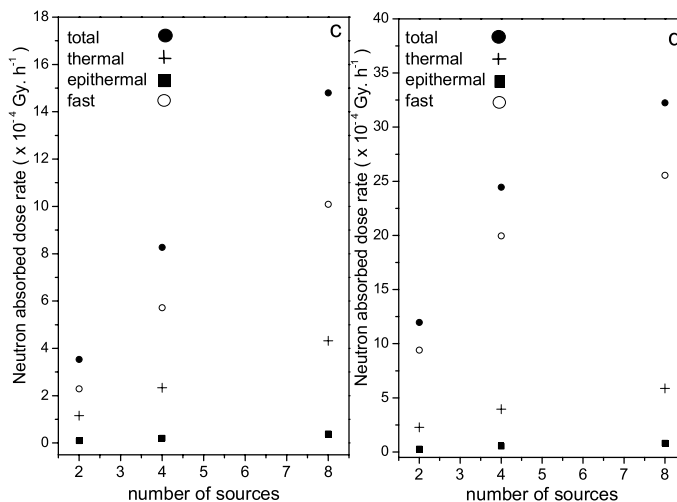 c
total
thermal
epithermal
fast
18
16
14
12
10
8
6
4
2
0
Neutron absorbed dose rate ( x 10⁻⁴ Gy. h⁻¹)
2 3 4 5 6 7 8
number of sources
total
thermal
epithermal
fast
40
35
30
25
20
15
10
5
0
Neutron absorbed dose rate ( x 10⁻⁴ Gy. h⁻¹)
2 3 4 5 6 7 8
number of sources